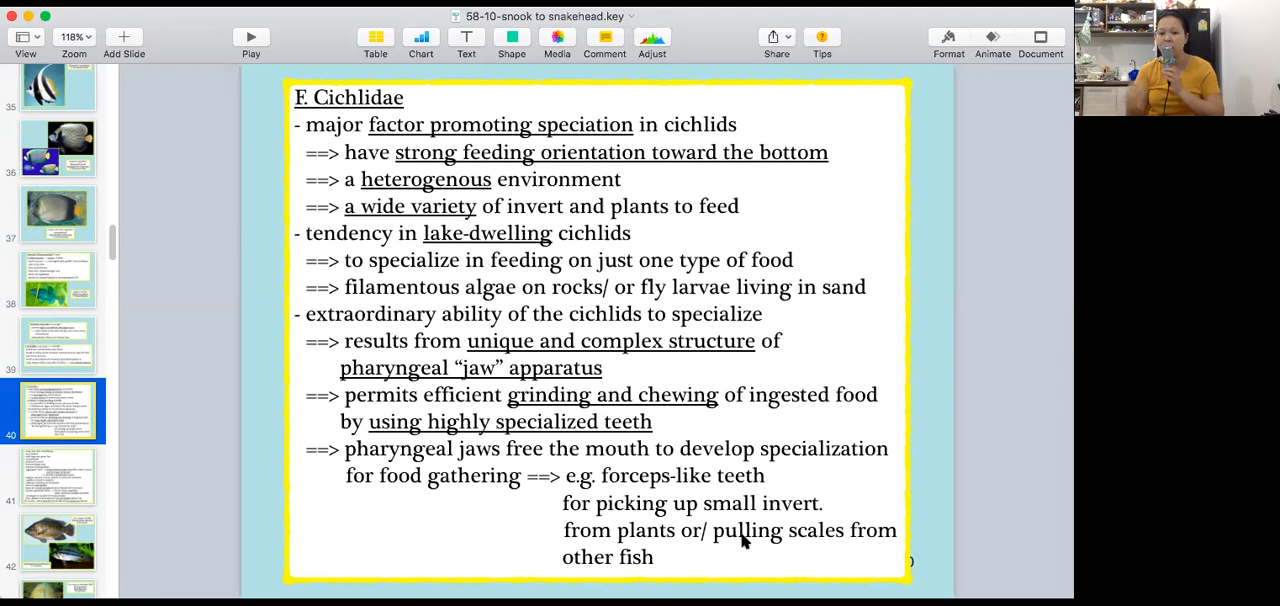 58-10-snook to snakehead.key
118%
View
Zoom
Add Slide
Play
Table
Chart
Text
Shape
Media
Comment
Adjust
Share
Tips
Format
Animate
Document
35
36
37
38
39
40
41
42
F. Cichlidae
- major factor promoting speciation in cichlids
==> have strong feeding orientation toward the bottom
==> a heterogenous environment
==> a wide variety of invert and plants to feed
- tendency in lake-dwelling cichlids
==> to specialize in feeding on just one type of food
==> filamentous algae on rocks/ or fly larvae living in sand
- extraordinary ability of the cichlids to specialize
==> results from unique and complex structure of
pharyngeal "jaw" apparatus
==> permits efficient grinding and chewing of ingested food
by using highly specialized teeth
==> pharyngeal jaws free the mouth to develop specialization
for food gathering ==> e.g. forceps-like teeth
for picking up small invert.
from plants or/ pulling scales from
other fish